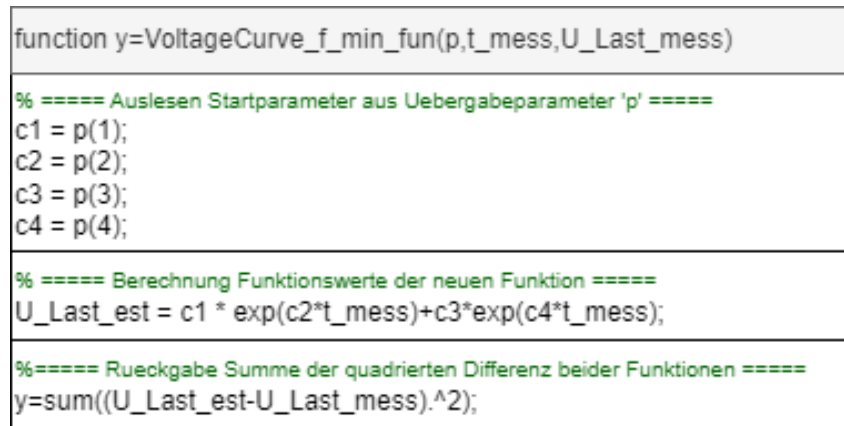 function y=VoltageCurve_f_min_fun(p,t_mess,U_Last_mess)
% ===== Auslesen Startparameter aus Uebergabeparameter 'p' =====
c1 = p(1);
c2 = p(2);
c3 = p(3);
c4 = p(4);
% ===== Berechnung Funktionswerte der neuen Funktion =====
U_Last_est = c1 * exp(c2*t_mess)+c3*exp(c4*t_mess);
%===== Rueckgabe Summe der quadrierten Differenz beider Funktionen =====
y=sum((U_Last_est-U_Last_mess).^2);